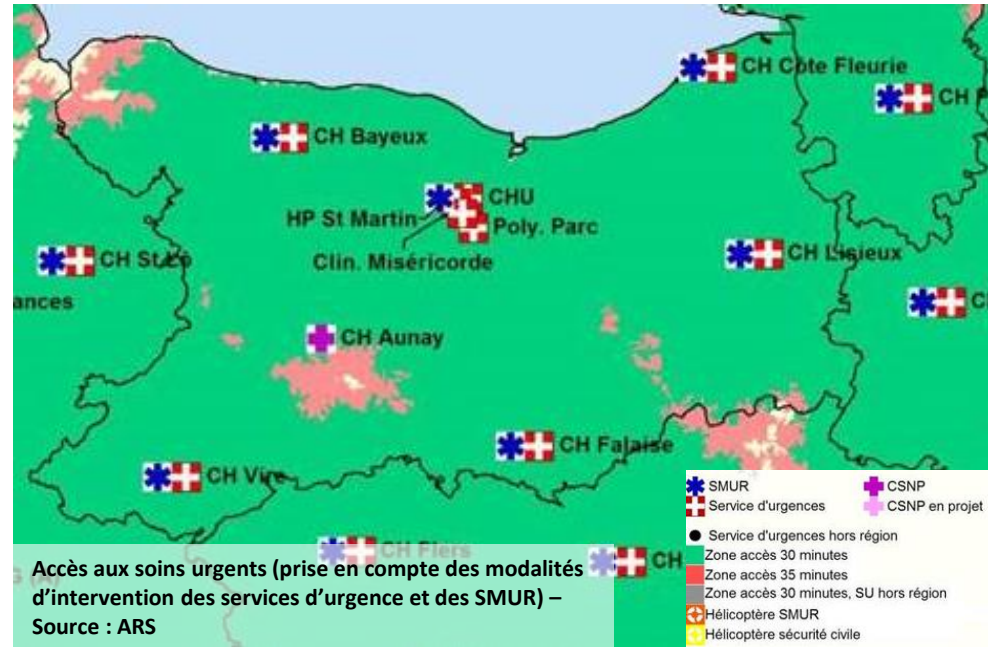 CH Côte Fleurie
CH
CH Bayeux
CHU
HP St Martin
Poly. Parc
Clin. Miséricorde
CH St Lô
CH Lisieux
ances
CH Aunay
CH Falaise
CH Vire
CH Flers
CH
SMUR
CSNP
Service d'urgences
CSNP en projet
Service d'urgences hors région
Zone accès 30 minutes
Zone accès 35 minutes
Zone accès 30 minutes, SU hors région
Hélicoptère SMUR
Hélicoptère sécurité civile
Accès aux soins urgents (prise en compte des modalités
d'intervention des services d'urgence et des SMUR) –
Source : ARS